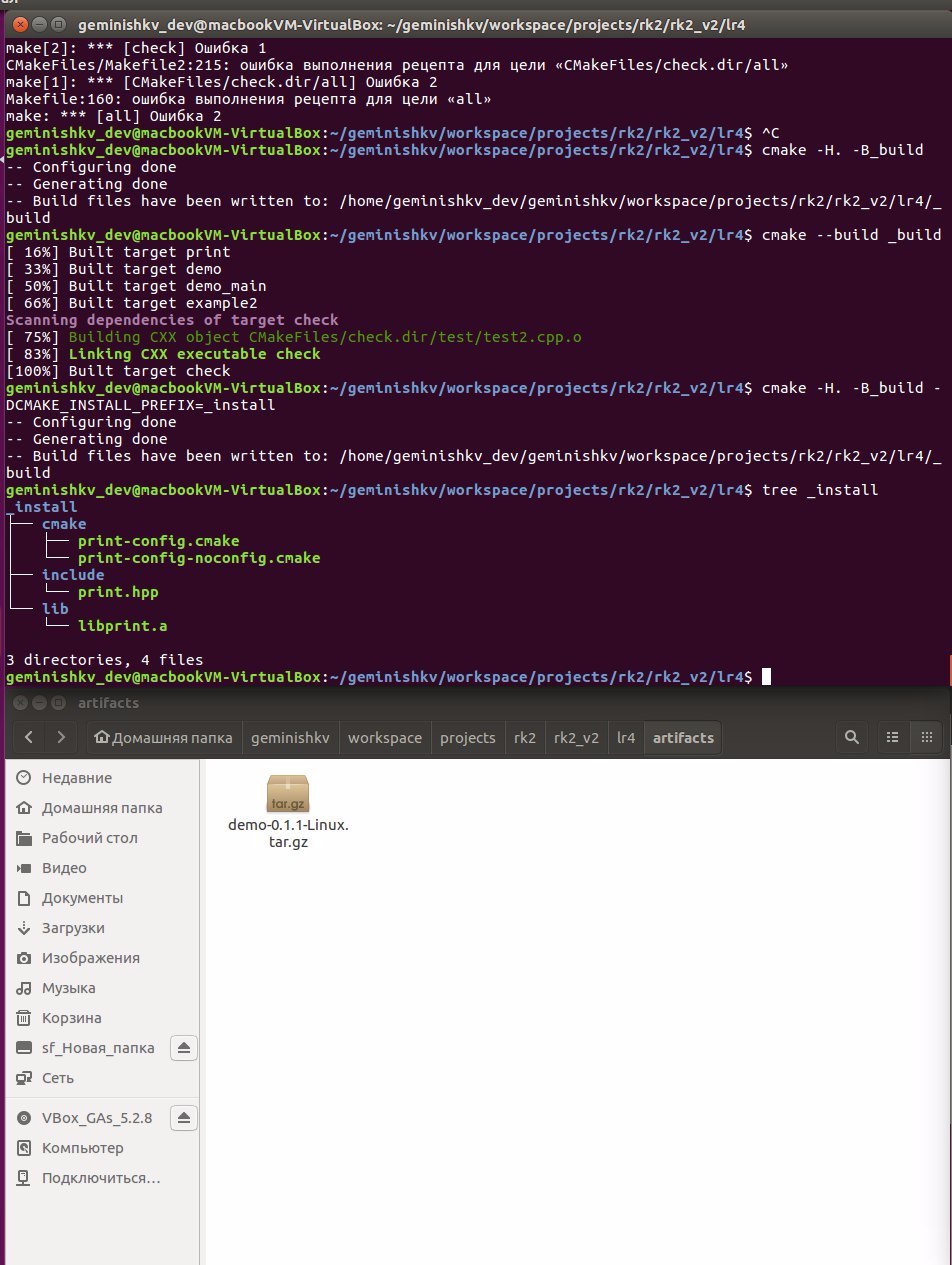 geminishkv_dev@macbookVM-VirtualBox: ~/geminishkv/workspace/projects/rk2/rk2_v2/lr4
make[2]: *** [check] Ошибка 1
CMakeFiles/Makefile2:215: ошибка выполнения рецепта для цели «CMakeFiles/check.dir/all»
make[1]: *** [CMakeFiles/check.dir/all] Ошибка 2
Makefile:160: ошибка выполнения рецепта для цели «all»
make: *** [all] Ошибка 2
geminishkv_dev@macbookVM-VirtualBox:~/geminishkv/workspace/projects/rk2/rk2_v2/lr4$ ^C
geminishkv_dev@macbookVM-VirtualBox:~/geminishkv/workspace/projects/rk2/rk2_v2/lr4$ cmake -H. -B_build
-- Configuring done
-- Generating done
-- Build files have been written to: /home/geminishkv_dev/geminishkv/workspace/projects/rk2/rk2_v2/lr4/_
build
geminishkv_dev@macbookVM-VirtualBox:~/geminishkv/workspace/projects/rk2/rk2_v2/lr4$ cmake --build _build
[ 16%] Built target print
[ 33%] Built target demo
[ 50%] Built target demo_main
[ 66%] Built target example2
Scanning dependencies of target check
[ 75%] Building CXX object CMakeFiles/check.dir/test/test2.cpp.o
[ 83%] Linking CXX executable check
[100%] Built target check
geminishkv_dev@macbookVM-VirtualBox:~/geminishkv/workspace/projects/rk2/rk2_v2/lr4$ cmake -H. -B_build -
DCMAKE_INSTALL_PREFIX=_install
-- Configuring done
-- Generating done
-- Build files have been written to: /home/geminishkv_dev/geminishkv/workspace/projects/rk2/rk2_v2/lr4/_
build
geminishkv_dev@macbookVM-VirtualBox:~/geminishkv/workspace/projects/rk2/rk2_v2/lr4$ tree _install
_install
├── cmake
│   ├── print-config.cmake
│   └── print-config-noconfig.cmake
├── include
│   └── print.hpp
└── lib
    └── libprint.a
3 directories, 4 files
geminishkv_dev@macbookVM-VirtualBox:~/geminishkv/workspace/projects/rk2/rk2_v2/lr4$
artifacts
Домашняя папка geminishkv workspace projects rk2 rk2_v2 lr4 artifacts
Недавние
Домашняя папка
Рабочий стол
Видео
Документы
Загрузки
Изображения
Музыка
Корзина
sf_Новая_папка
Сеть
VBox_GAs_5.2.8
Компьютер
Подключиться…
tar.gz
demo-0.1.1-Linux.
tar.gz